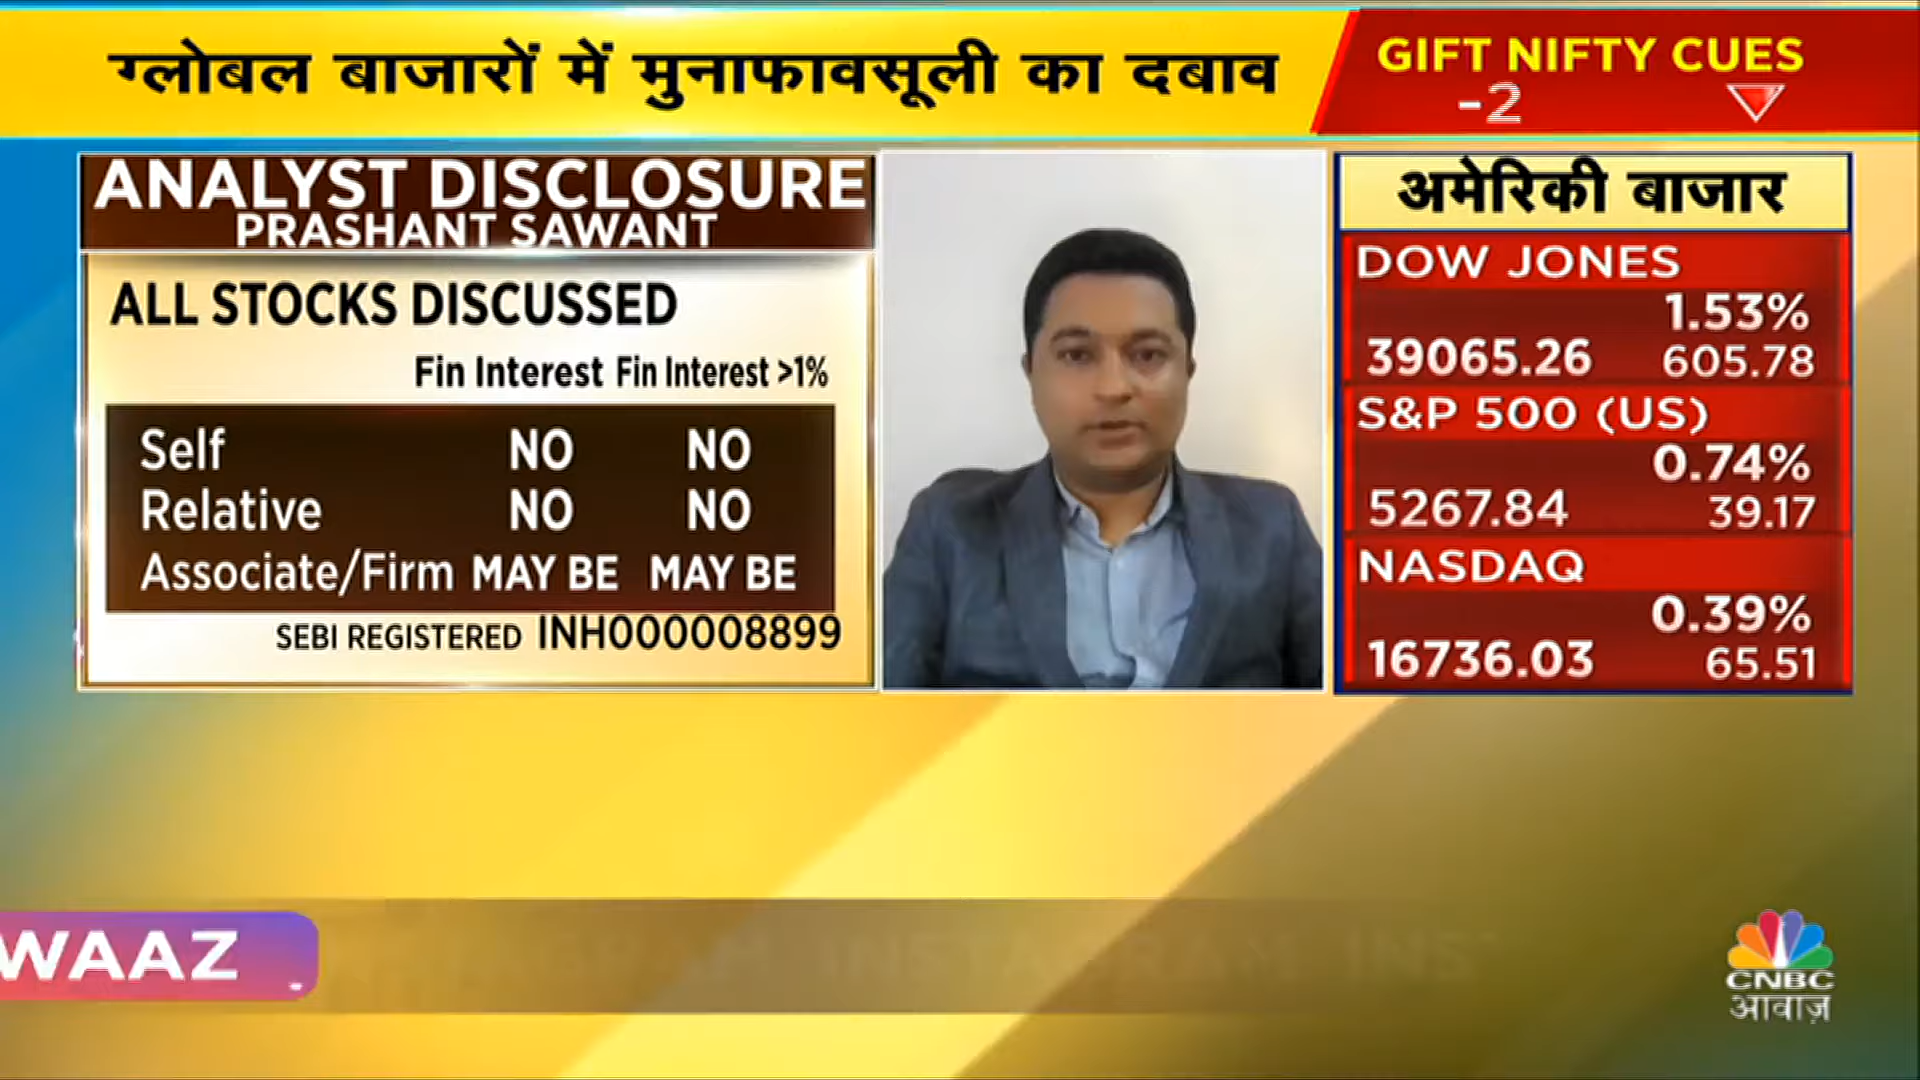 ग्लोबल बाजारों में मुनाफावसूली का दबाव
GIFT NIFTY CUES
-2
ANALYST DISCLOSURE
PRASHANT SAWANT
ALL STOCKS DISCUSSED
Fin Interest Fin Interest >1%
Self NO NO
Relative NO NO
Associate/Firm MAY BE MAY BE
SEBI REGISTERED INH000008899
अमेरिकी बाजार
DOW JONES
1.53%
39065.26 605.78
S&P 500 (US)
0.74%
5267.84 39.17
NASDAQ
0.39%
16736.03 65.51
WAAZ
CNBC
आवाज़